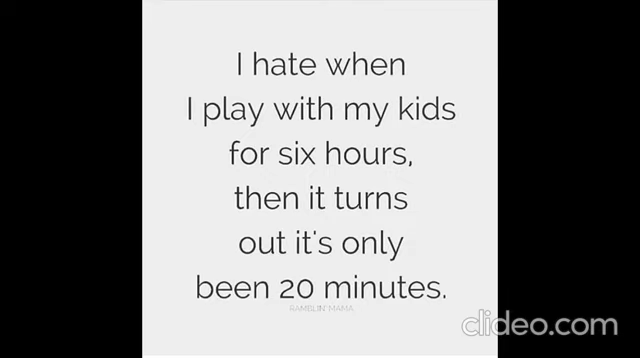 I hate when
I play with my kids
for six hours,
then it turns
out it's only
been 20 minutes.
RAMBLIN' MAMA
clideo.com